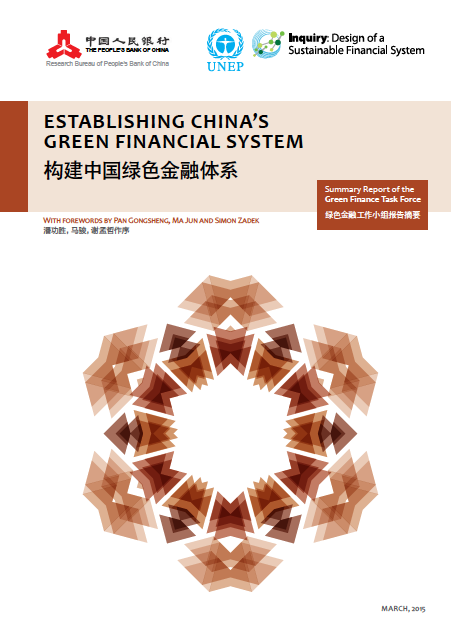 中国人民银行
THE PEOPLE'S BANK OF CHINA
Research Bureau of People's Bank of China
UNEP
Inquiry: Design of a
Sustainable Financial System
ESTABLISHING CHINA'S
GREEN FINANCIAL SYSTEM
构建中国绿色金融体系
Summary Report of the
Green Finance Task Force
绿色金融工作小组报告摘要
WITH FOREWORDS BY PAN GONGSHENG, MA JUN AND SIMON ZADEK
潘功胜, 马骏, 谢孟哲作序
MARCH, 2015